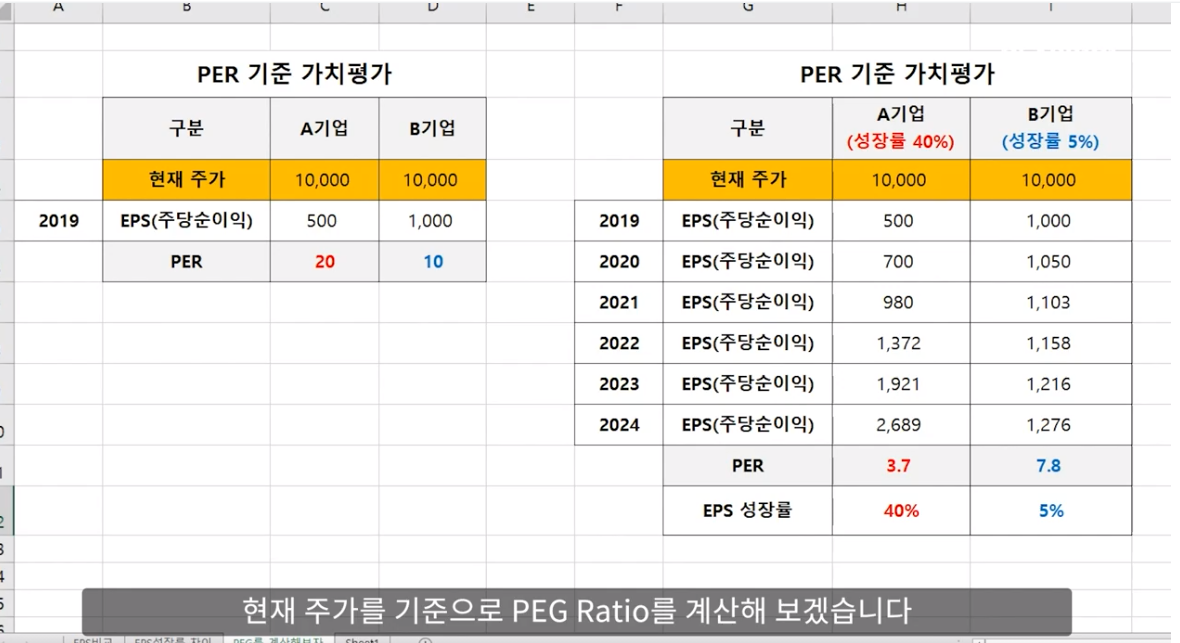 A B C D E F G H I
PER 기준 가치평가
구분 A기업 B기업
현재 주가 10,000 10,000
2019 EPS(주당순이익) 500 1,000
PER 20 10
PER 기준 가치평가
구분 A기업 (성장률 40%) B기업 (성장률 5%)
현재 주가 10,000 10,000
2019 EPS(주당순이익) 500 1,000
2020 EPS(주당순이익) 700 1,050
2021 EPS(주당순이익) 980 1,103
2022 EPS(주당순이익) 1,372 1,158
2023 EPS(주당순이익) 1,921 1,216
2024 EPS(주당순이익) 2,689 1,276
PER 3.7 7.8
EPS 성장률 40% 5%
현재 주가를 기준으로 PEG Ratio를 계산해 보겠습니다